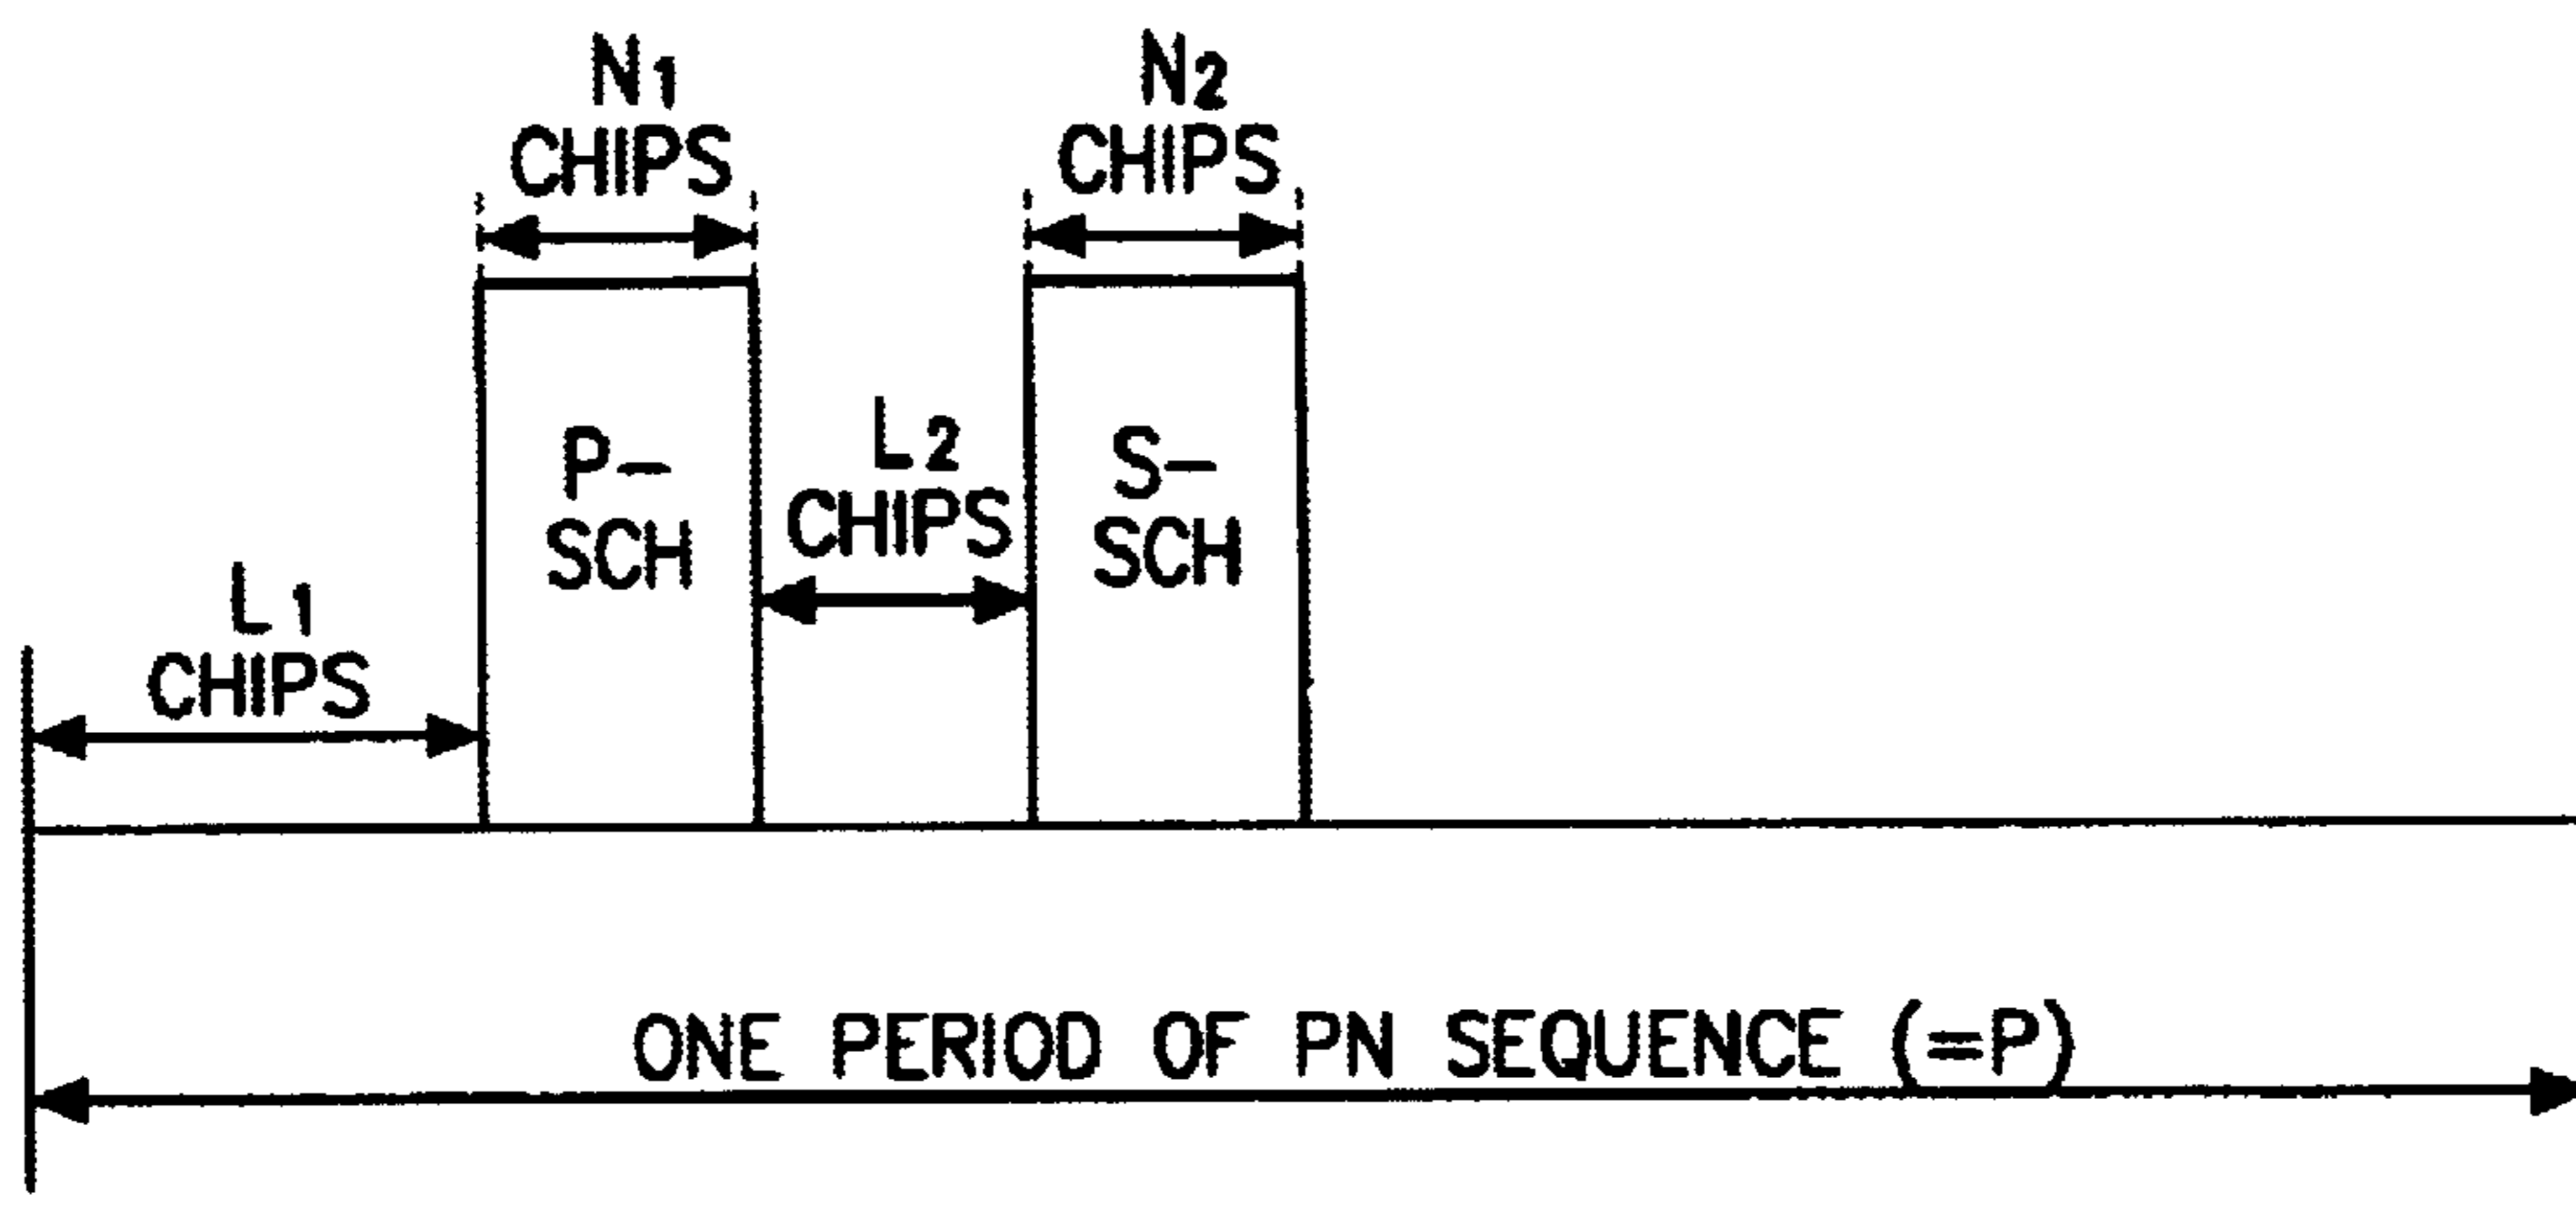 N1
CHIPS
N2
CHIPS
P-
SCH
L2
CHIPS
S-
SCH
L1
CHIPS
ONE PERIOD OF PN SEQUENCE (=P)